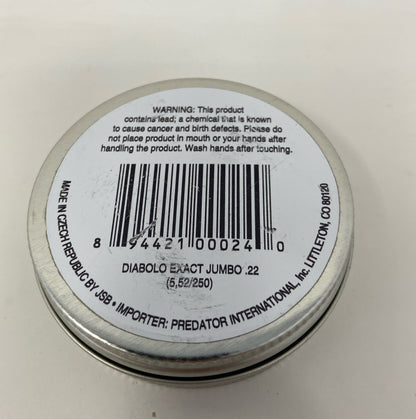 WARNING: This product
contains lead; a chemical that is known
to cause cancer and birth defects. Please do
not place product in mouth or your hands after
handling the product. Wash hands after touching.
8 94421 00024 0
DIABOLO EXACT JUMBO .22
(5,52/250)
MADE IN CZECH REPUBLIC BY JSB • IMPORTER: PREDATOR INTERNATIONAL, Inc. LITTLETON, CO 80120